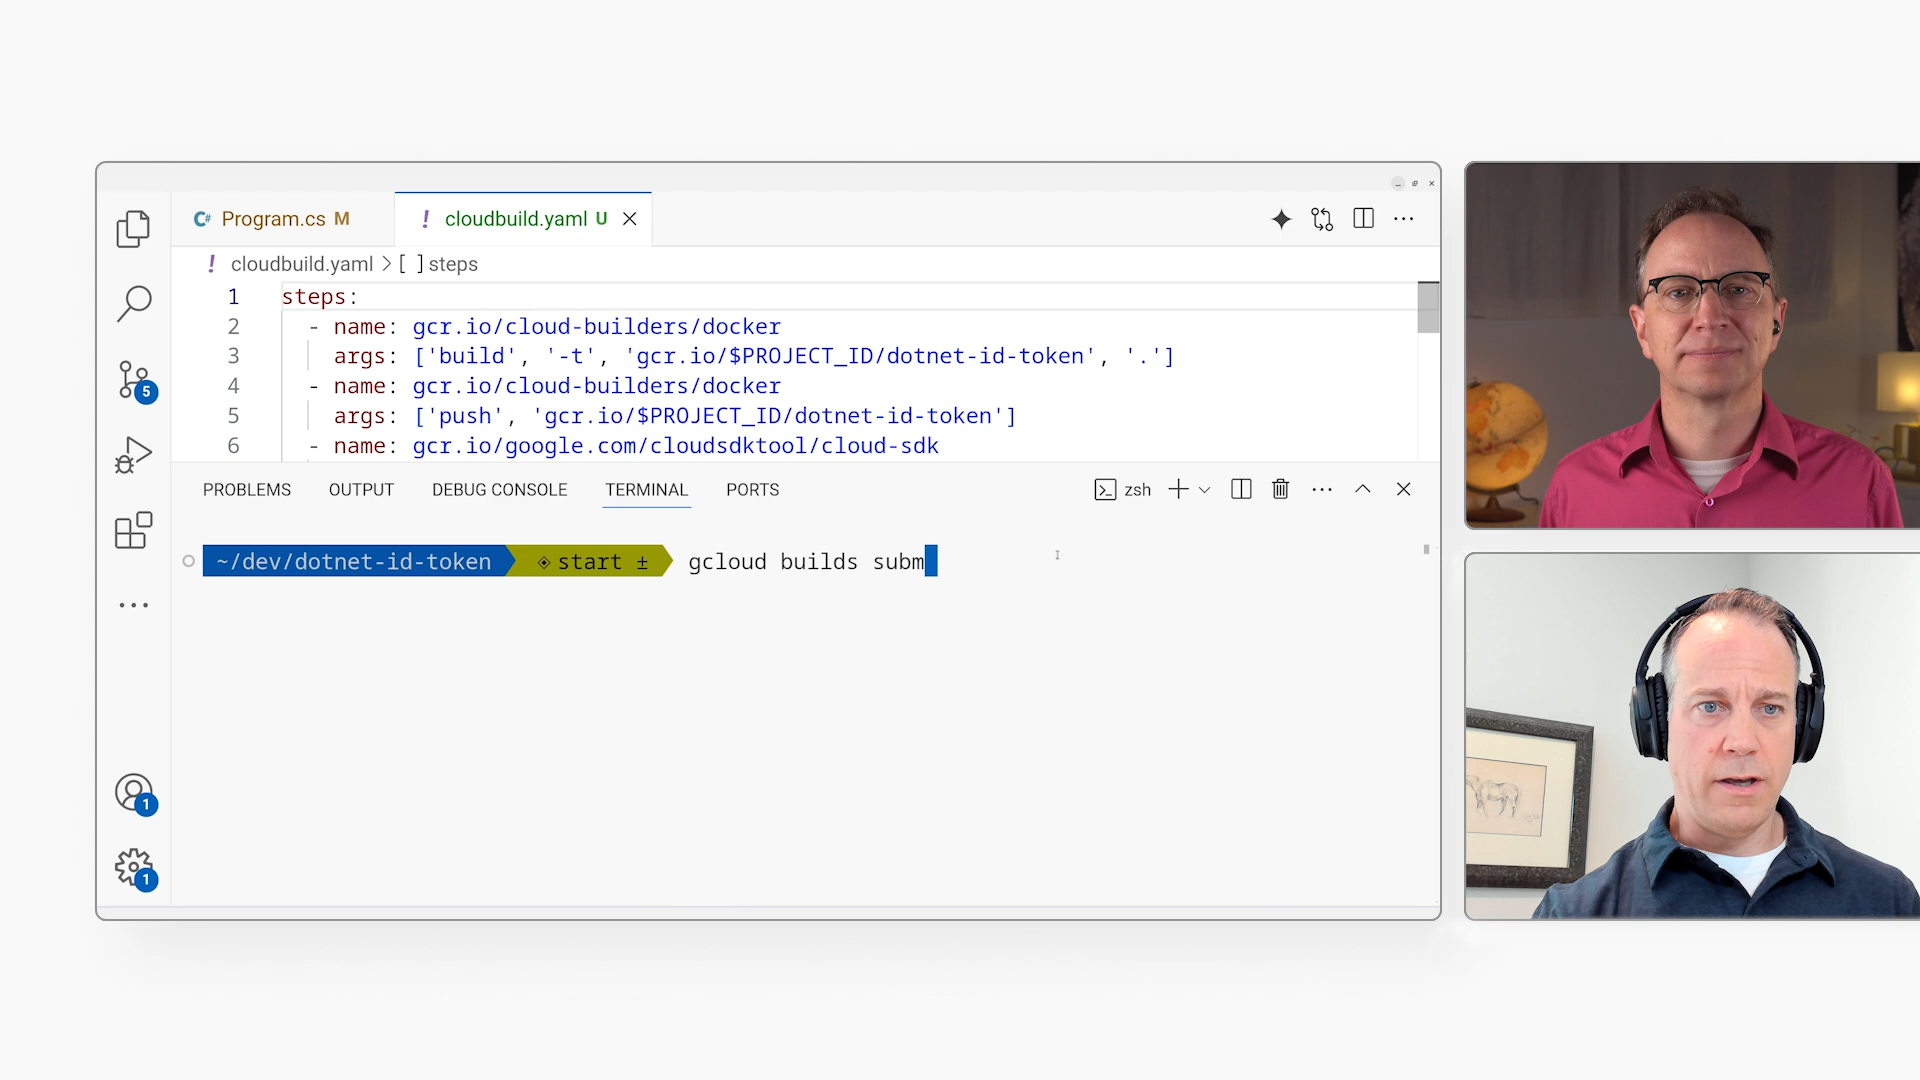 C# Program.cs M
! cloudbuild.yaml U
! cloudbuild.yaml > [ ] steps
1 steps:
2 - name: gcr.io/cloud-builders/docker
3 args: ['build', '-t', 'gcr.io/$PROJECT_ID/dotnet-id-token', '.']
4 - name: gcr.io/cloud-builders/docker
5 args: ['push', 'gcr.io/$PROJECT_ID/dotnet-id-token']
6 - name: gcr.io/google.com/cloudsdktool/cloud-sdk
5
PROBLEMS OUTPUT DEBUG CONSOLE TERMINAL PORTS zsh
~/dev/dotnet-id-token start ± gcloud builds subm
1
1